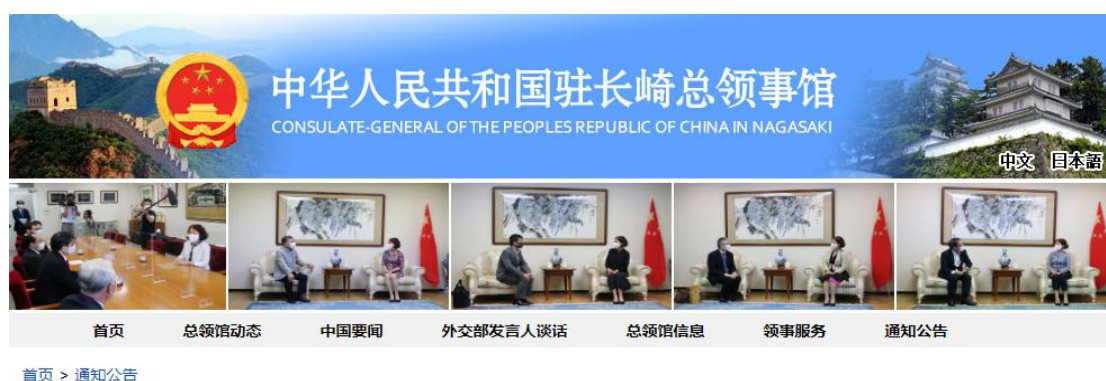 中华人民共和国驻长崎总领事馆
CONSULATE-GENERAL OF THE PEOPLES REPUBLIC OF CHINA IN NAGASAKI
中文 日本語
首页 总领馆动态 中国要闻 外交部发言人谈话 总领馆信息 领事服务 通知公告
首页 > 通知公告